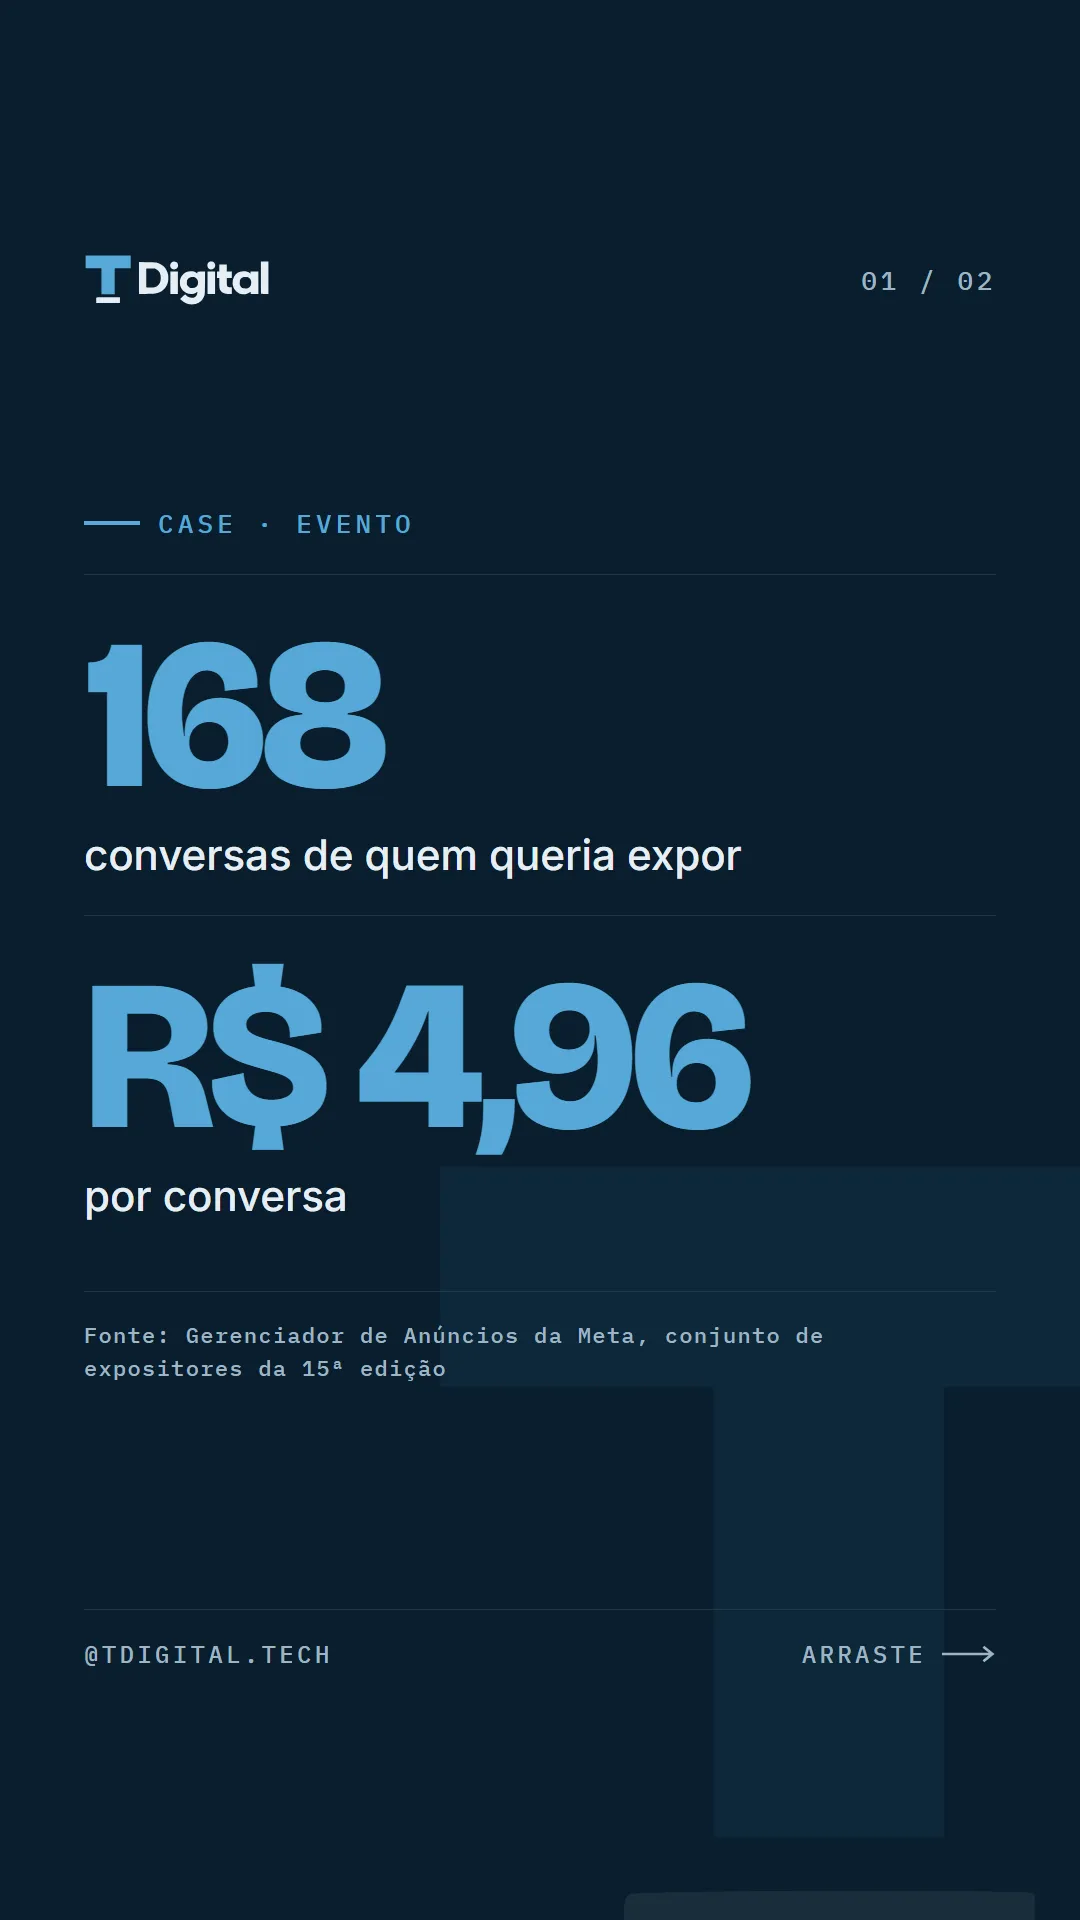 T Digital
01 / 02
CASE · EVENTO
168
conversas de quem queria expor
R$ 4,96
por conversa
Fonte: Gerenciador de Anúncios da Meta, conjunto de
expositores da 15ª edição
@TDIGITAL.TECH
ARRASTE →